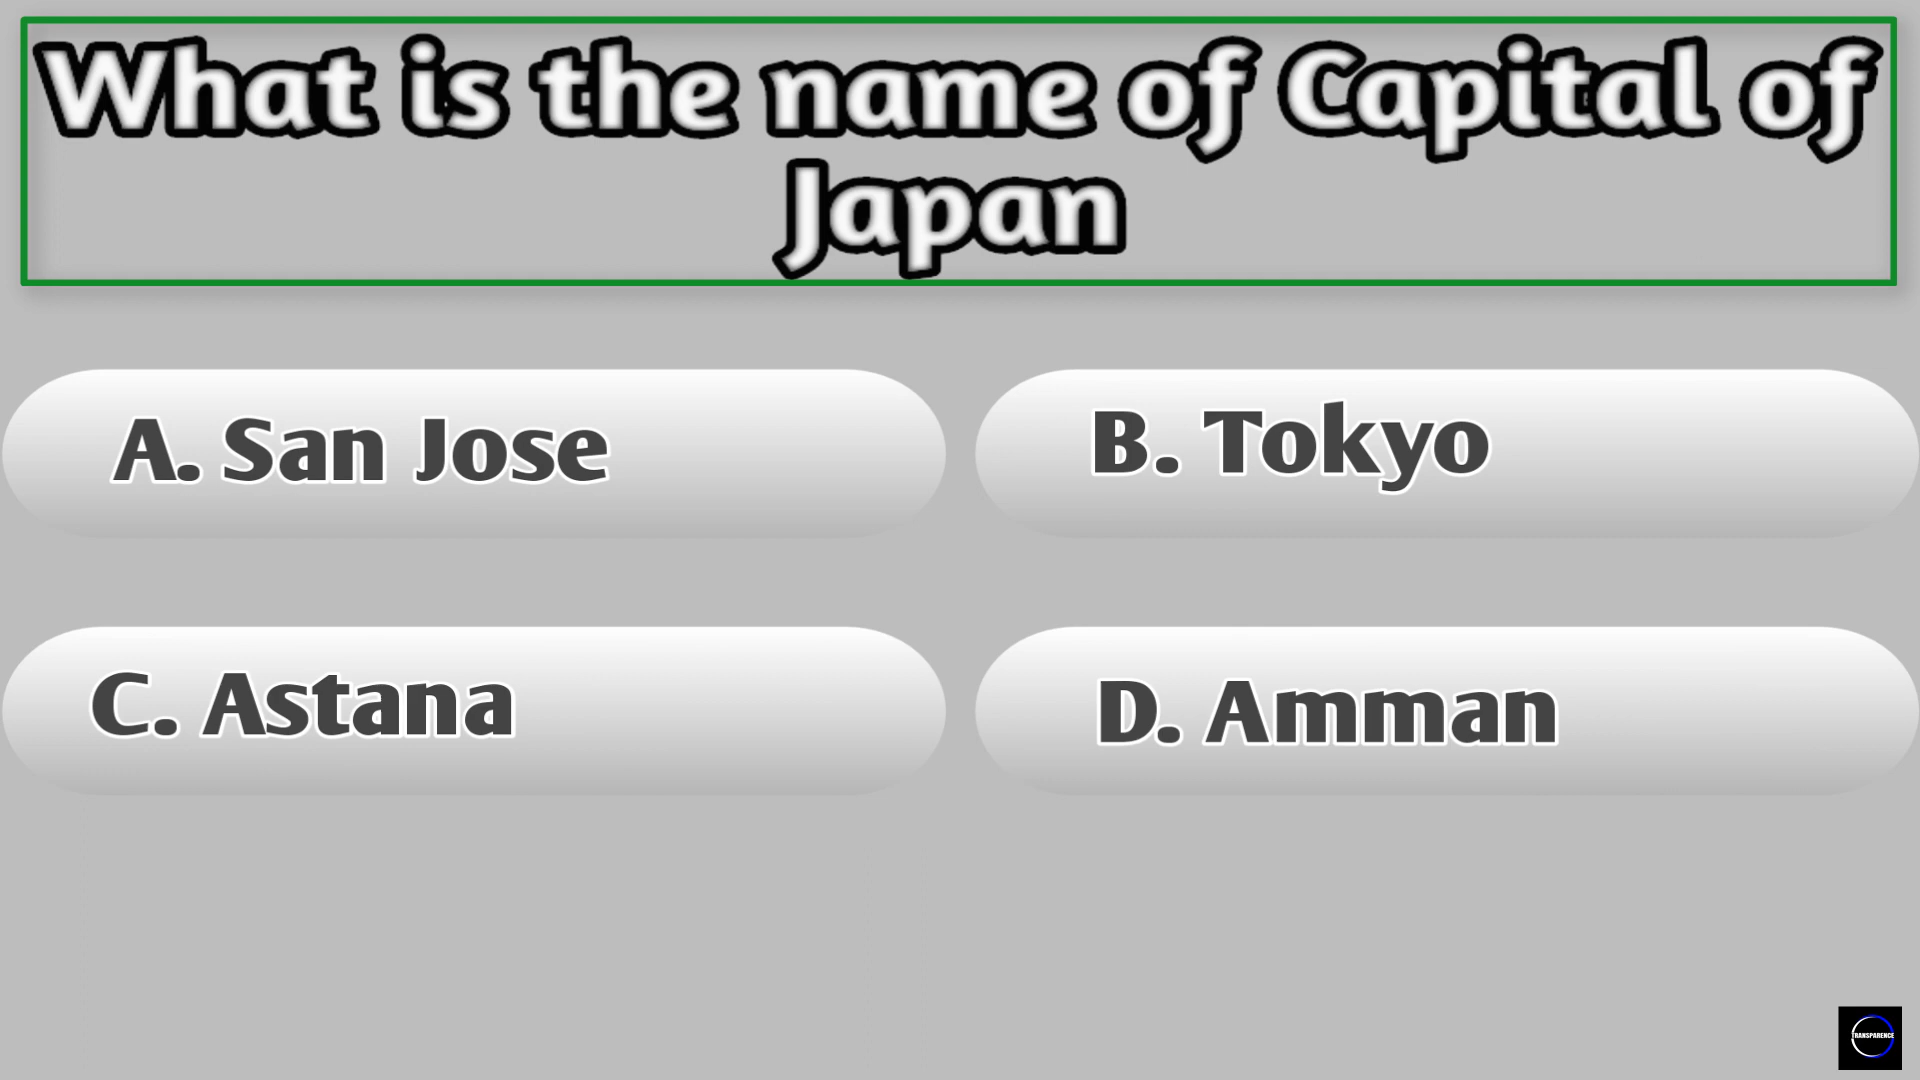 What is the name of Capital of
Japan
A. San Jose
B. Tokyo
C. Astana
D. Amman
TRANSPARENCE